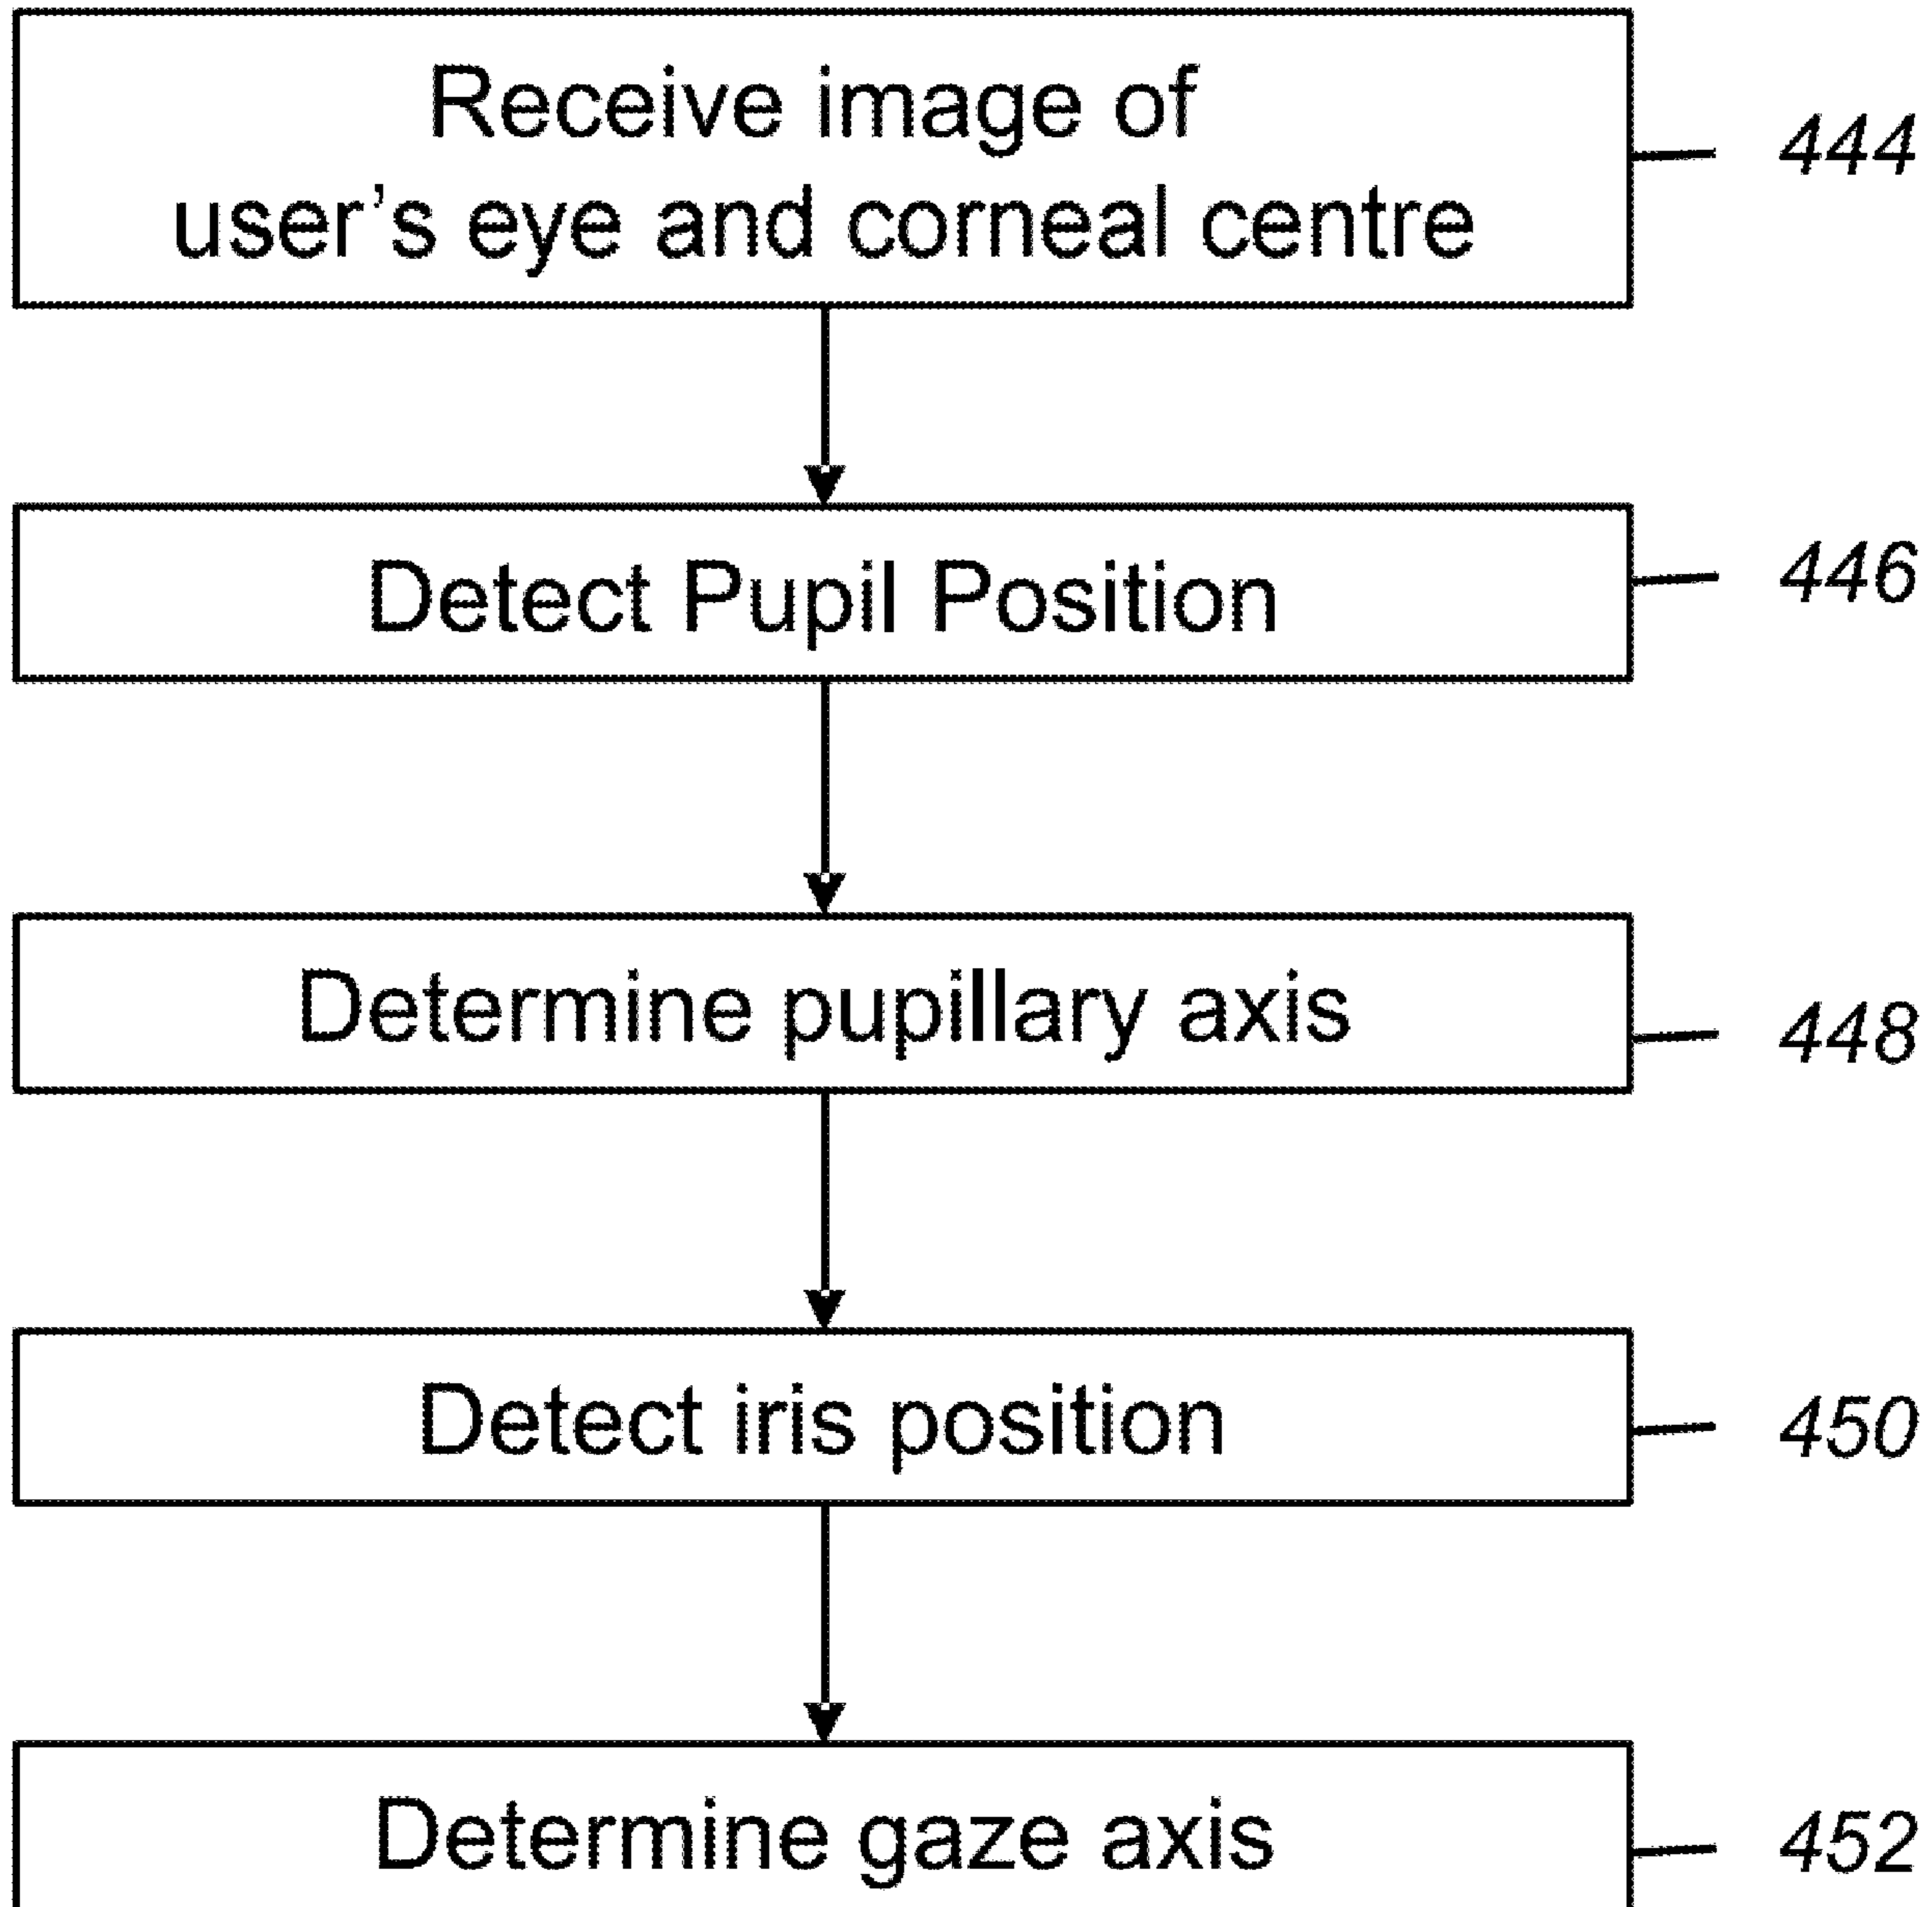 Receive image of
user's eye and corneal centre
444
Detect Pupil Position
446
Determine pupillary axis
448
Detect iris position
450
Determine gaze axis
452